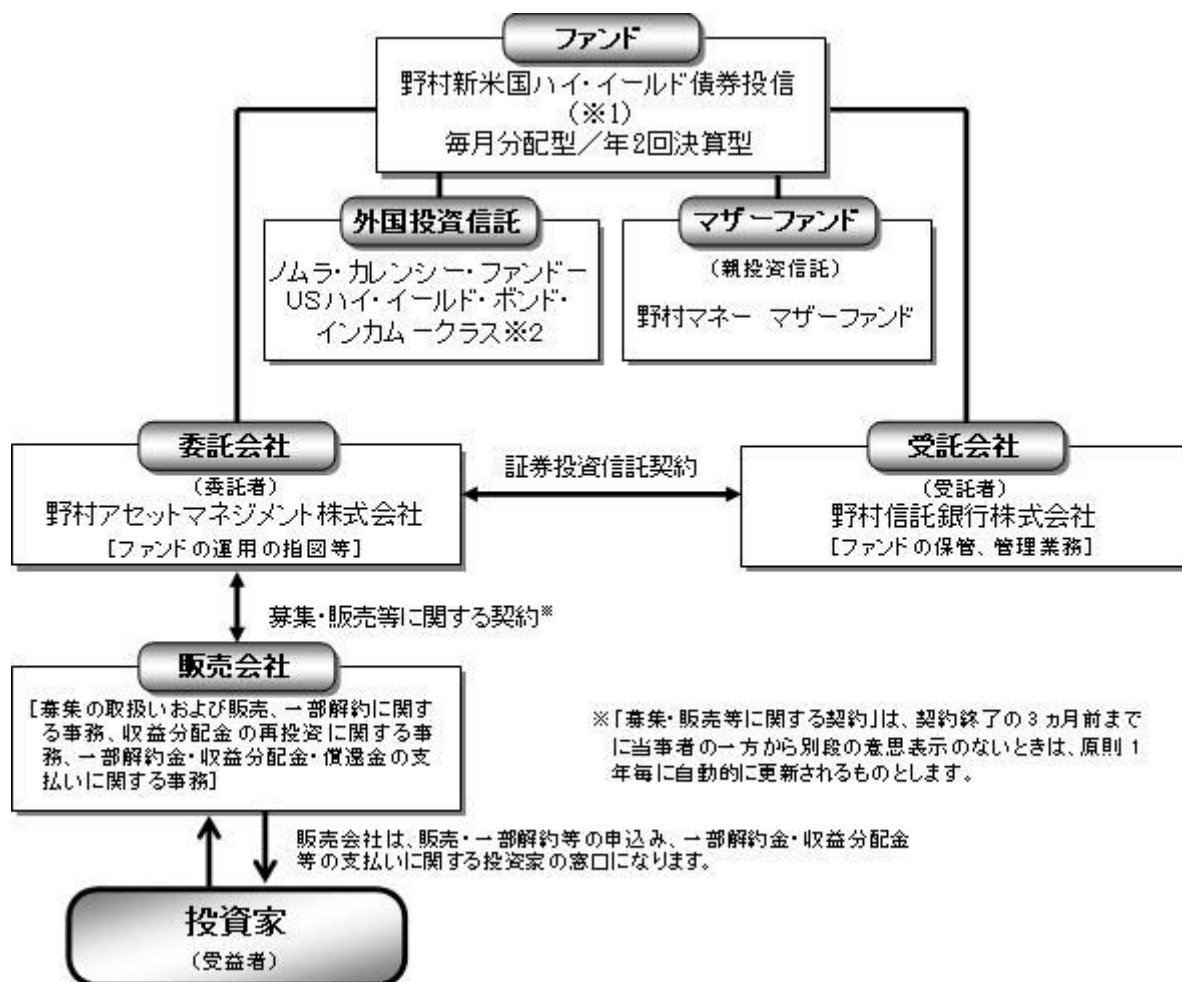 ファンド
野村新米国ハイ・イールド債券投信
(※1)
毎月分配型／年2回決算型
外国投資信託
ノムラ・カレンシー・ファンドー
USハイ・イールド・ボンド・
インカムークラス※2
マザーファンド
(親投資信託)
野村マネー マザーファンド
委託会社
(委託者)
野村アセットマネジメント株式会社
[ファンドの運用の指図等]
証券投資信託契約
受託会社
(受託者)
野村信託銀行株式会社
[ファンドの保管、管理業務]
募集・販売等に関する契約※
販売会社
[募集の取扱いおよび販売、一部解約に関す
る事務、収益分配金の再投資に関する事
務、一部解約金・収益分配金・償還金の支
払いに関する事務]
※「募集・販売等に関する契約」は、契約終了の3ヵ月前まで
に当事者の一方から別段の意思表示のないときは、原則1
年毎に自動的に更新されるものとします。
販売会社は、販売・一部解約等の申込み、一部解約金・収益分配金
等の支払いに関する投資家の窓口になります。
投資家
(受益者)